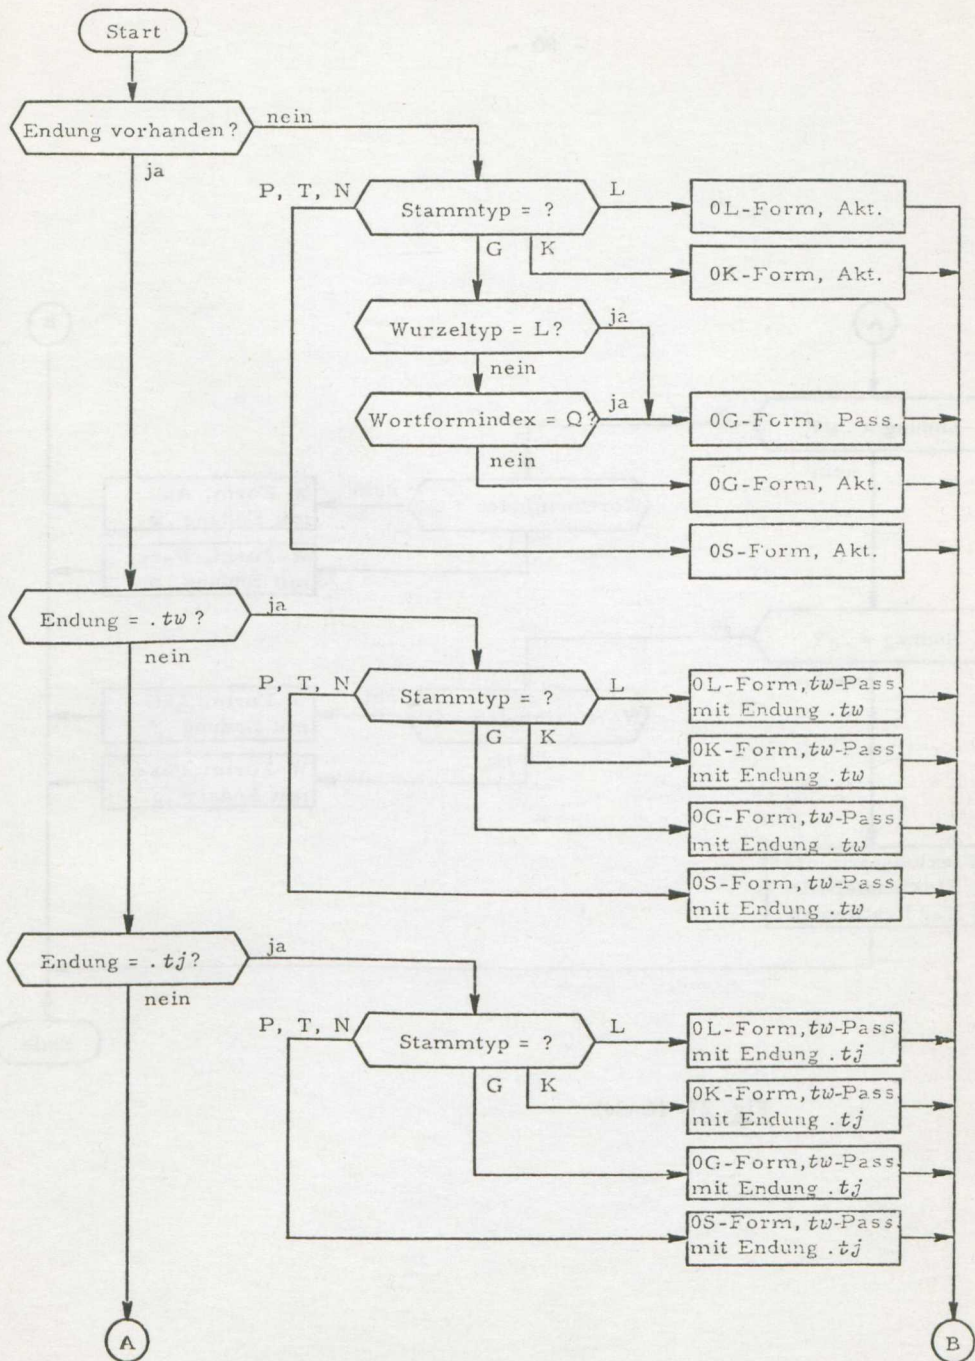 Start
Endung vorhanden?
nein
ja
P, T, N
Stammtyp = ?
L
0L-Form, Akt.
G
K
0K-Form, Akt.
Wurzeltyp = L?
ja
nein
Wortformindex = Q?
ja
0G-Form, Pass.
nein
0G-Form, Akt.
0S-Form, Akt.
Endung = .tw?
ja
nein
P, T, N
Stammtyp = ?
L
0L-Form, tw-Pass.
mit Endung .tw
G
K
0K-Form, tw-Pass.
mit Endung .tw
0G-Form, tw-Pass.
mit Endung .tw
0S-Form, tw-Pass.
mit Endung .tw
Endung = .tj?
ja
nein
P, T, N
Stammtyp = ?
L
0L-Form, tw-Pass.
mit Endung .tj
G
K
0K-Form, tw-Pass.
mit Endung .tj
0G-Form, tw-Pass.
mit Endung .tj
0S-Form, tw-Pass.
mit Endung .tj
A
B